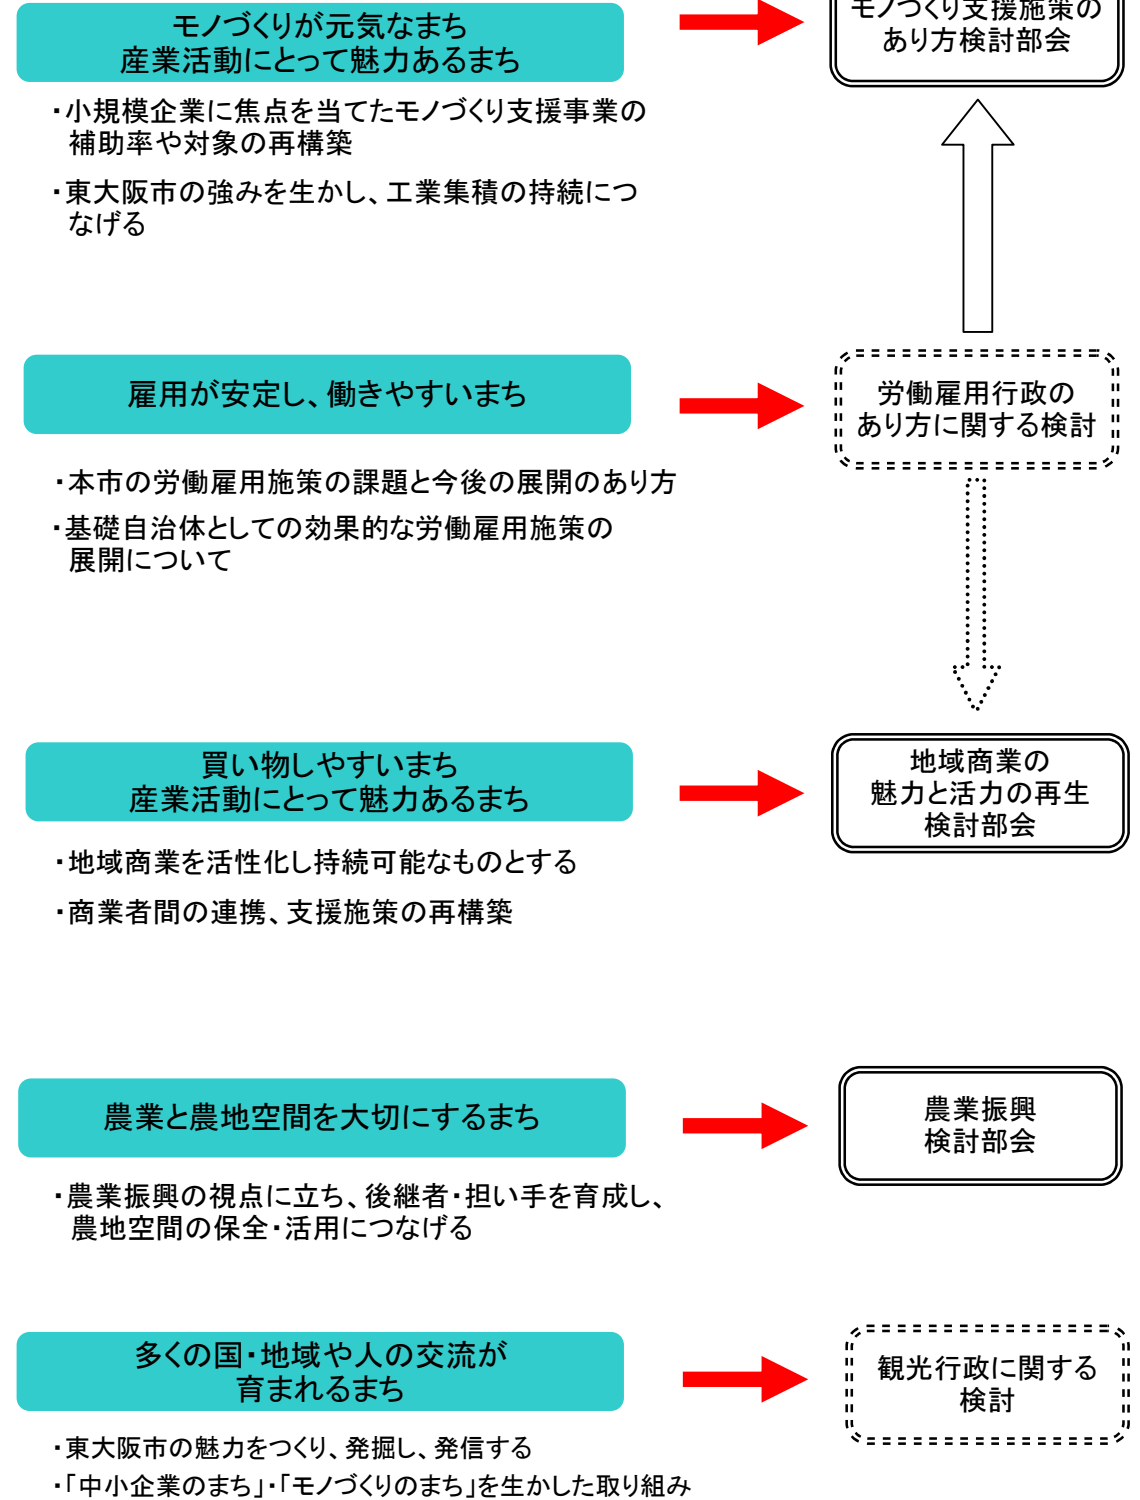 モノづくりが元気なまち
産業活動にとって魅力あるまち
モノづくり支援施策の
あり方検討部会
・小規模企業に焦点を当てたモノづくり支援事業の
補助率や対象の再構築
・東大阪市の強みを生かし、工業集積の持続につ
なげる
雇用が安定し、働きやすいまち
労働雇用行政の
あり方に関する検討
・本市の労働雇用施策の課題と今後の展開のあり方
・基礎自治体としての効果的な労働雇用施策の
展開について
買い物しやすいまち
産業活動にとって魅力あるまち
地域商業の
魅力と活力の再生
検討部会
・地域商業を活性化し持続可能なものとする
・商業者間の連携、支援施策の再構築
農業と農地空間を大切にするまち
農業振興
検討部会
・農業振興の視点に立ち、後継者・担い手を育成し、
農地空間の保全・活用につなげる
多くの国・地域や人の交流が
育まれるまち
観光行政に関する
検討
・東大阪市の魅力をつくり、発掘し、発信する
・「中小企業のまち」・「モノづくりのまち」を生かした取り組み